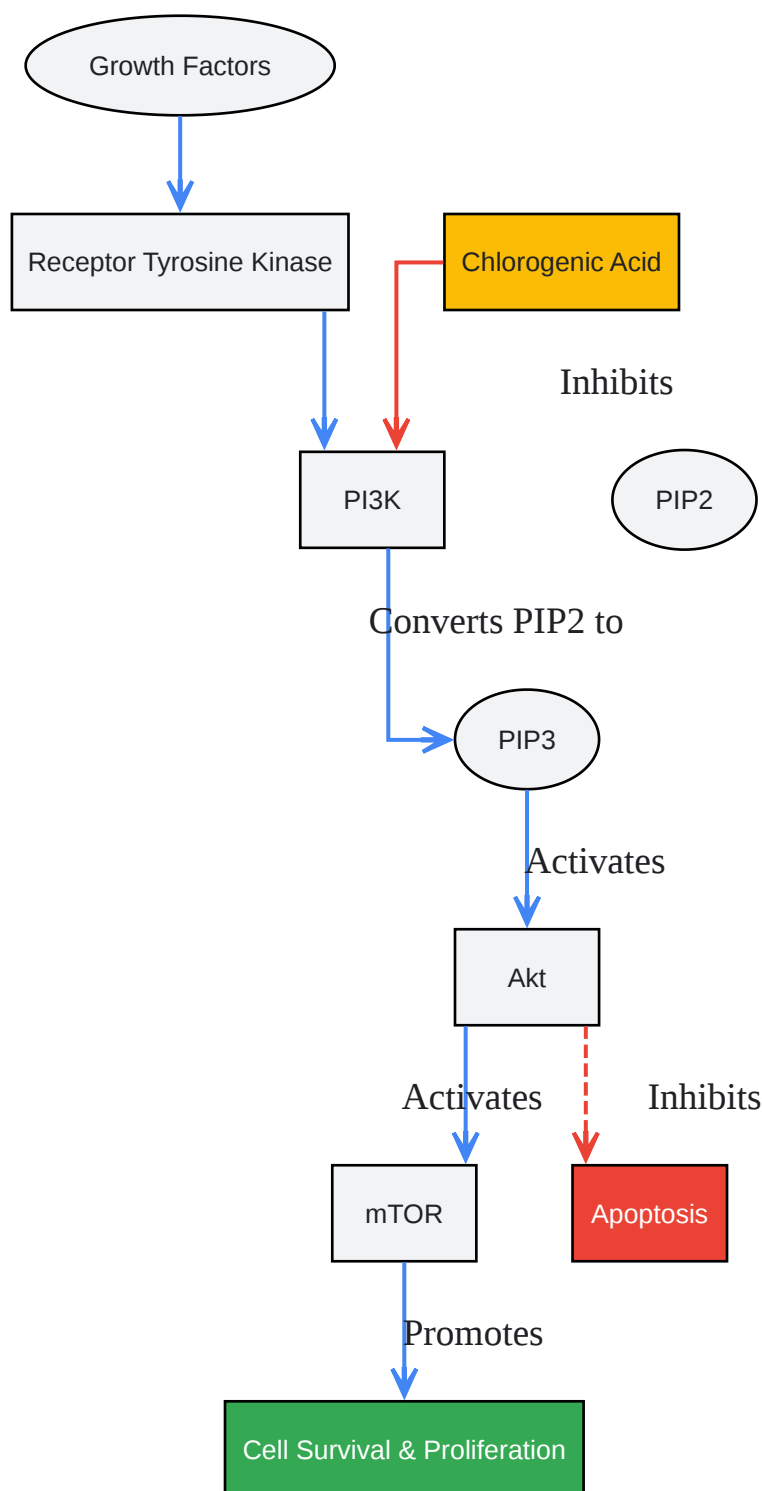 Growth Factors
Receptor Tyrosine Kinase
Chlorogenic Acid
Inhibits
PI3K
PIP2
Converts PIP2 to
PIP3
Activates
Akt
Activates
Inhibits
mTOR
Apoptosis
Promotes
Cell Survival & Proliferation